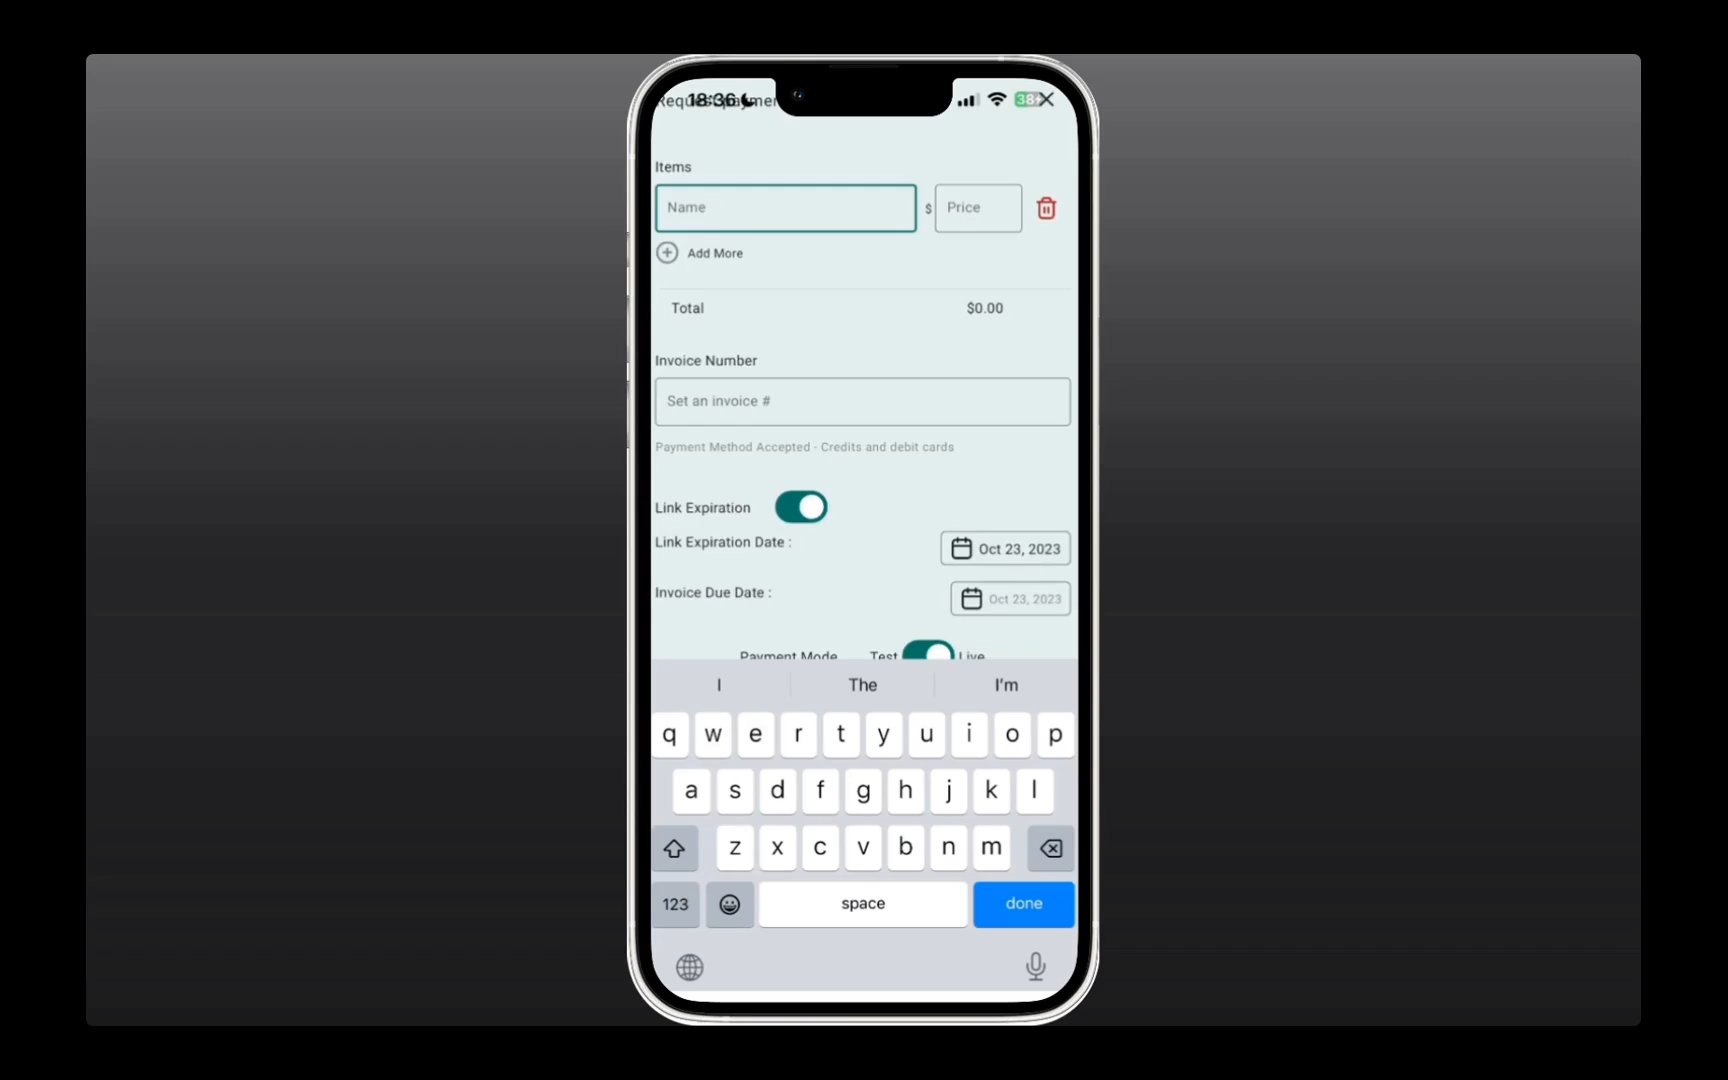 18:36
38
Items
Name $ Price
Add More
Total $0.00
Invoice Number
Set an invoice #
Payment Method Accepted - Credits and debit cards
Link Expiration
Link Expiration Date :
Oct 23, 2023
Invoice Due Date :
Oct 23, 2023
Payment Mode Test Live
I The I'm
q w e r t y u i o p
a s d f g h j k l
z x c v b n m
123 space done